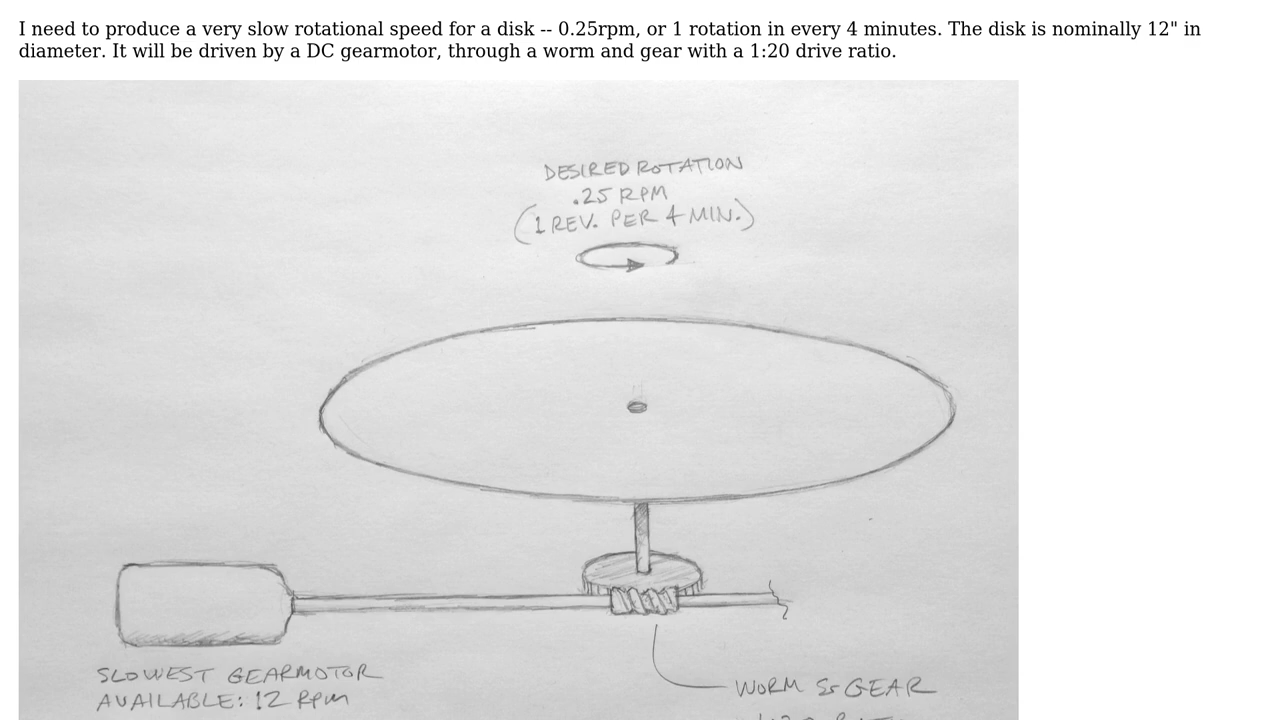 I need to produce a very slow rotational speed for a disk -- 0.25rpm, or 1 rotation in every 4 minutes. The disk is nominally 12" in
diameter. It will be driven by a DC gearmotor, through a worm and gear with a 1:20 drive ratio.
DESIRED ROTATION
.25 RPM
(1 REV. PER 4 MIN.)
SLOWEST GEARMOTOR
AVAILABLE: 12 RPM
WORM & GEAR